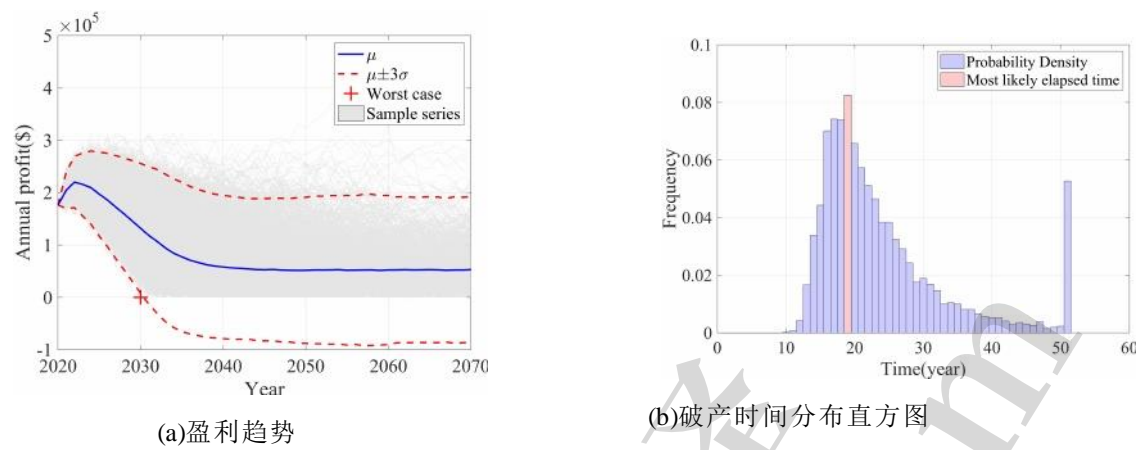 ×10⁵
5
4
3
2
1
0
-1
2020 2030 2040 2050 2060 2070
Annual profit($)
Year
μ
μ±3σ
Worst case
Sample series
(a)盈利趋势
0.1
0.08
0.06
0.04
0.02
0
0 10 20 30 40 50 60
Frequency
Time(year)
Probability Density
Most likely elapsed time
(b)破产时间分布直方图